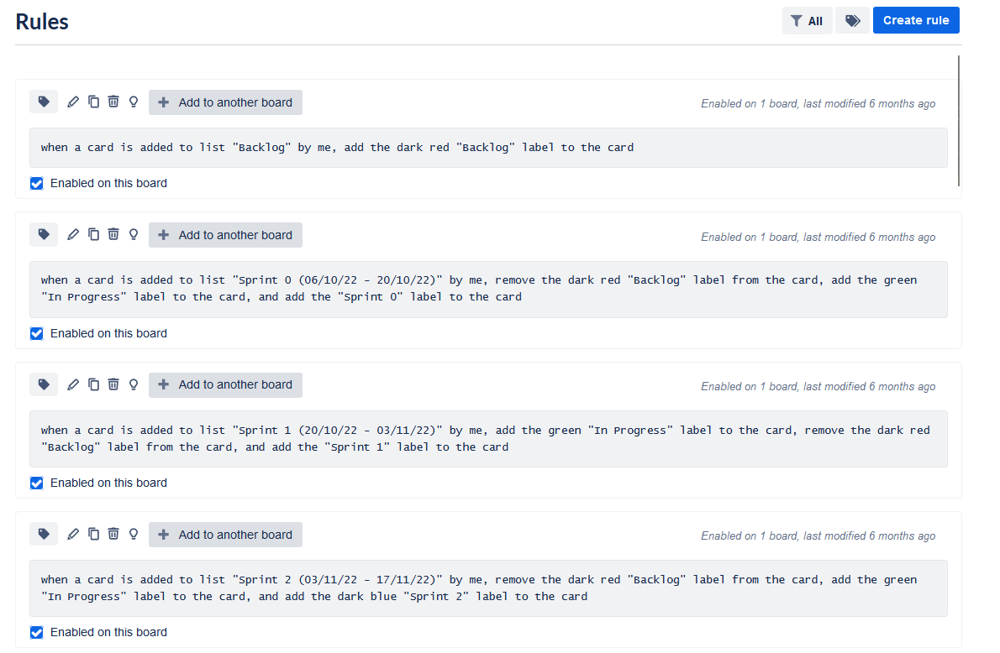 Rules
All
Create rule
Add to another board
Enabled on 1 board, last modified 6 months ago
when a card is added to list "Backlog" by me, add the dark red "Backlog" label to the card
Enabled on this board
Add to another board
Enabled on 1 board, last modified 6 months ago
when a card is added to list "Sprint 0 (06/10/22 - 20/10/22)" by me, remove the dark red "Backlog" label from the card, add the green
"In Progress" label to the card, and add the "Sprint 0" label to the card
Enabled on this board
Add to another board
Enabled on 1 board, last modified 6 months ago
when a card is added to list "Sprint 1 (20/10/22 - 03/11/22)" by me, add the green "In Progress" label to the card, remove the dark red
"Backlog" label from the card, and add the "Sprint 1" label to the card
Enabled on this board
Add to another board
Enabled on 1 board, last modified 6 months ago
when a card is added to list "Sprint 2 (03/11/22 - 17/11/22)" by me, remove the dark red "Backlog" label from the card, add the green
"In Progress" label to the card, and add the dark blue "Sprint 2" label to the card
Enabled on this board